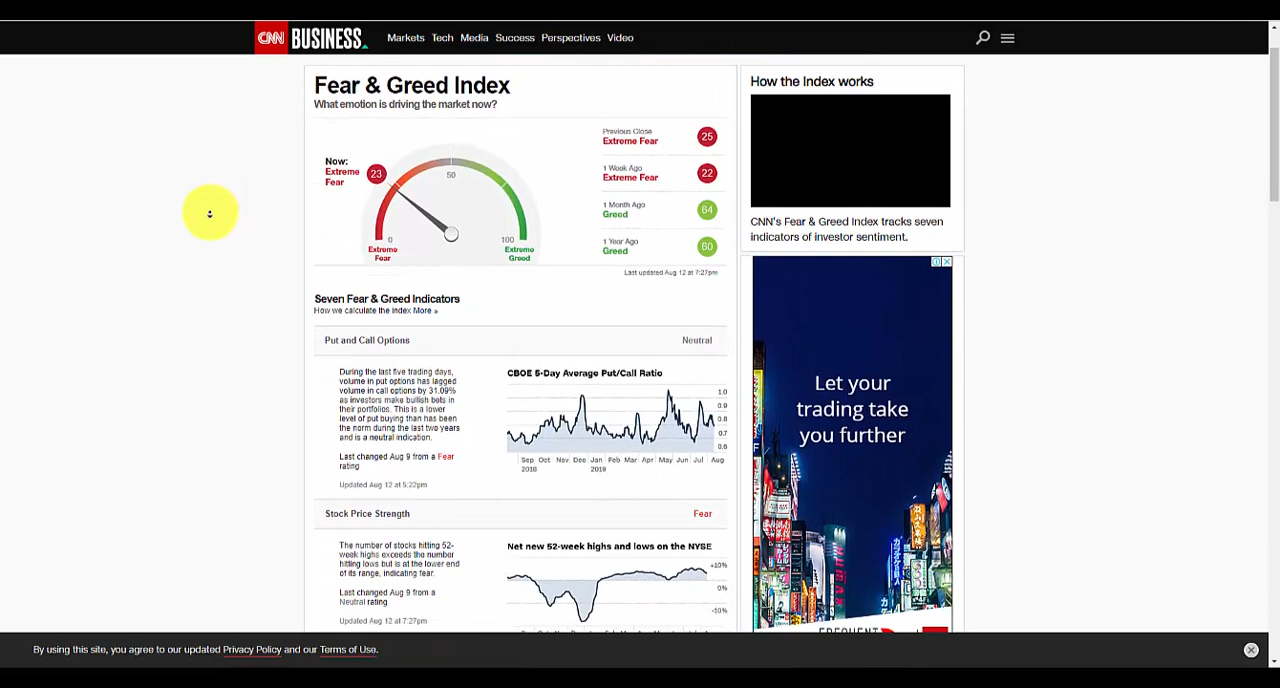 CNN BUSINESS
Markets Tech Media Success Perspectives Video
Fear & Greed Index
What emotion is driving the market now?
Now:
Extreme
Fear
23
50
0
100
Extreme
Fear
Extreme
Greed
Previous Close
Extreme Fear
25
1 Week Ago
Extreme Fear
22
1 Month Ago
Greed
64
1 Year Ago
Greed
60
Last updated Aug 12 at 7:27pm
Seven Fear & Greed Indicators
How we calculate the index More »
Put and Call Options
Neutral
During the last five trading days,
volume in put options has lagged
volume in call options by 31.09%
as investors make bullish bets in
their portfolios. This is a lower
level of put buying than has been
the norm during the last two years
and is a neutral indication.
Last changed Aug 9 from a Fear
rating
Updated Aug 12 at 5:22pm
CBOE 5-Day Average Put/Call Ratio
1.0
0.9
0.8
0.7
0.6
Sep Oct Nov Dec Jan Feb Mar Apr May Jun Jul Aug
2018 2019
Stock Price Strength
Fear
The number of stocks hitting 52-
week highs exceeds the number
hitting lows but is at the lower end
of its range, indicating fear.
Last changed Aug 9 from a
Neutral rating
Updated Aug 12 at 7:27pm
Net new 52-week highs and lows on the NYSE
+10%
0%
-10%
How the Index works
CNN's Fear & Greed Index tracks seven
indicators of investor sentiment.
Let your
trading take
you further
By using this site, you agree to our updated Privacy Policy and our Terms of Use.